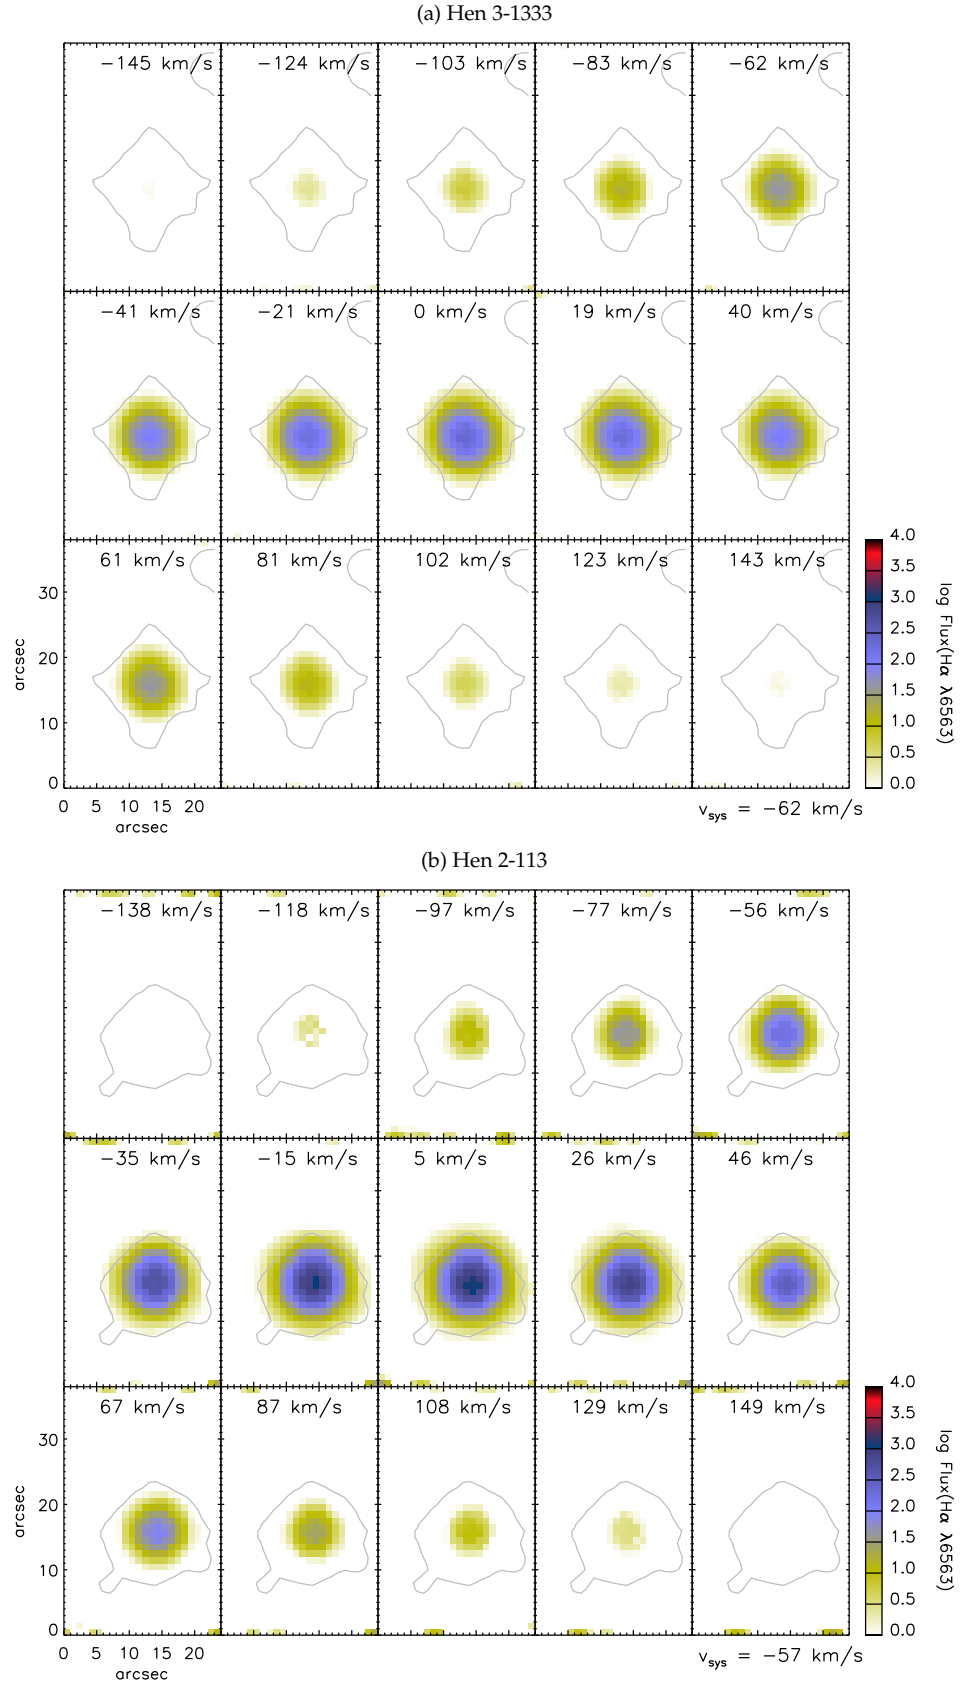 (a) Hen 3-1333
−145 km/s −124 km/s −103 km/s −83 km/s −62 km/s
−41 km/s −21 km/s 0 km/s 19 km/s 40 km/s
61 km/s 81 km/s 102 km/s 123 km/s 143 km/s
30
20
10
0
arcsec
0 5 10 15 20
arcsec
4.0
3.5
3.0
2.5
2.0
1.5
1.0
0.5
0.0
log Flux(Hα λ6563)
vsys = −62 km/s
(b) Hen 2-113
−138 km/s −118 km/s −97 km/s −77 km/s −56 km/s
−35 km/s −15 km/s 5 km/s 26 km/s 46 km/s
67 km/s 87 km/s 108 km/s 129 km/s 149 km/s
30
20
10
0
arcsec
0 5 10 15 20
arcsec
4.0
3.5
3.0
2.5
2.0
1.5
1.0
0.5
0.0
log Flux(Hα λ6563)
vsys = −57 km/s